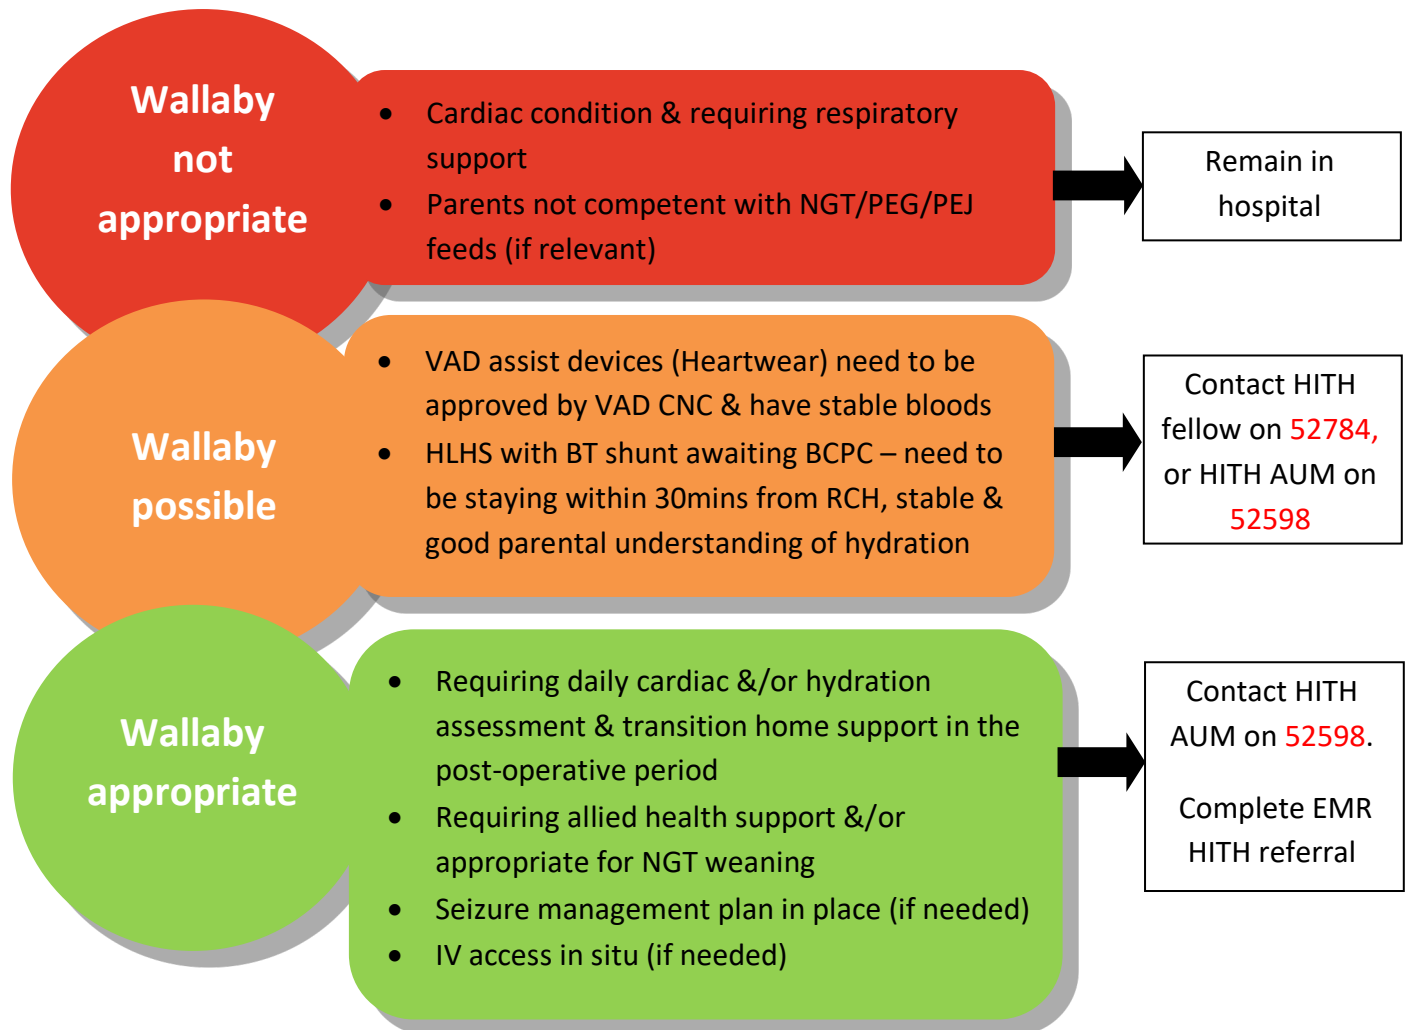 Wallaby
not
appropriate
• Cardiac condition & requiring respiratory
support
• Parents not competent with NGT/PEG/PEJ
feeds (if relevant)
Remain in
hospital
Wallaby
possible
• VAD assist devices (Heartwear) need to be
approved by VAD CNC & have stable bloods
• HLHS with BT shunt awaiting BCPC – need to
be staying within 30mins from RCH, stable &
good parental understanding of hydration
Contact HITH
fellow on 52784,
or HITH AUM on
52598
Wallaby
appropriate
• Requiring daily cardiac &/or hydration
assessment & transition home support in the
post-operative period
• Requiring allied health support &/or
appropriate for NGT weaning
• Seizure management plan in place (if needed)
• IV access in situ (if needed)
Contact HITH
AUM on 52598.
Complete EMR
HITH referral